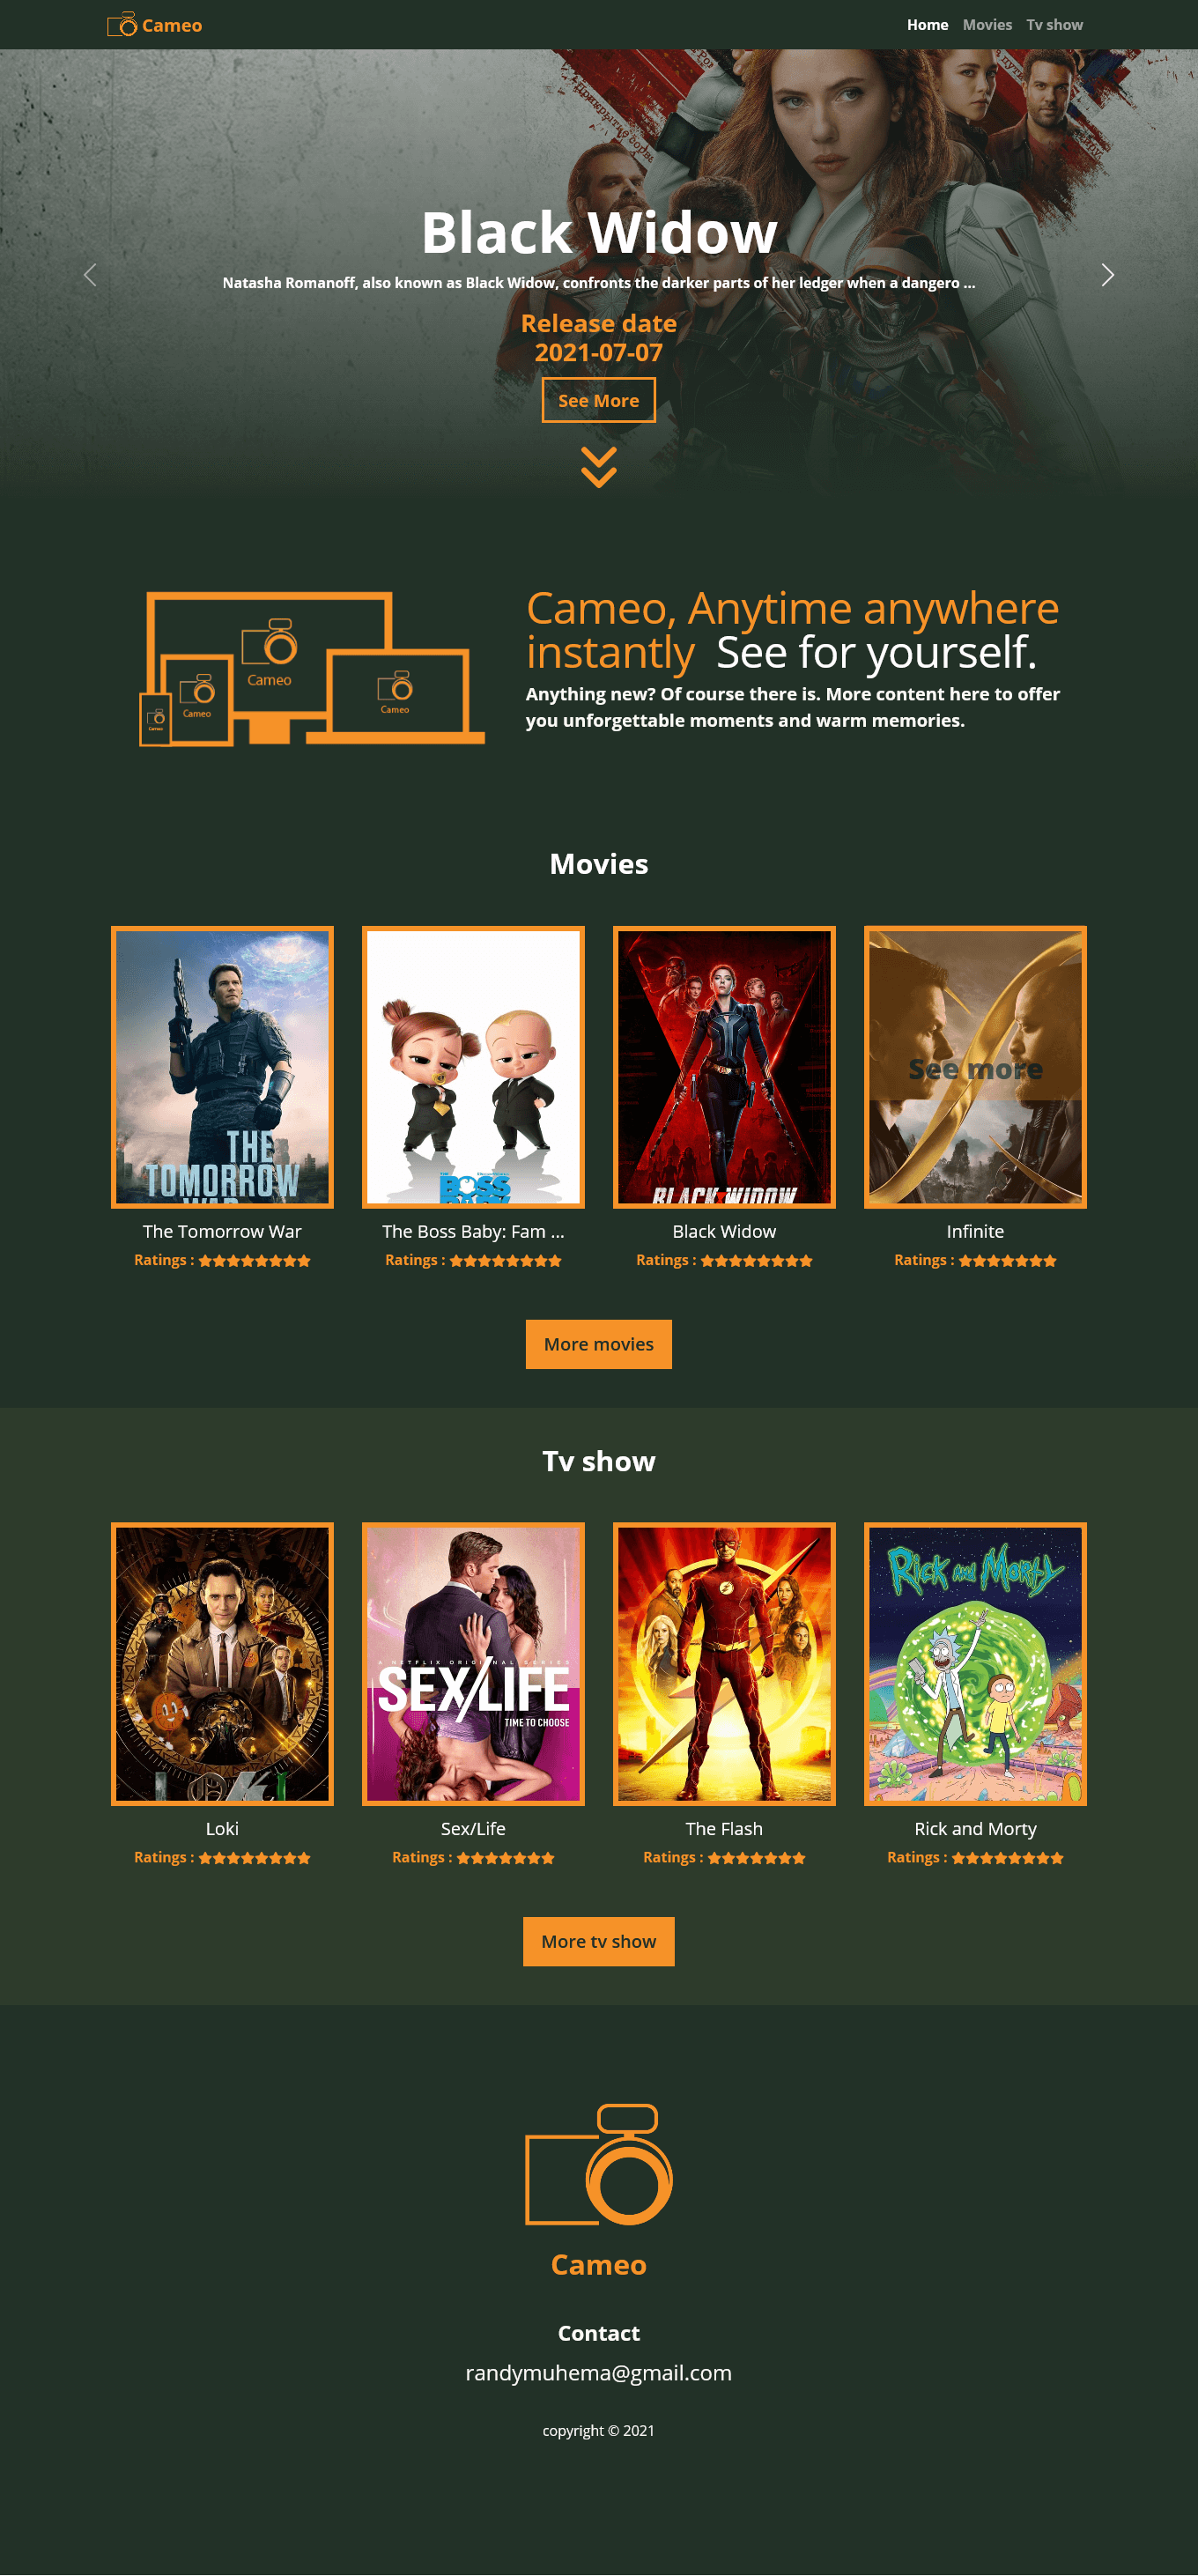 Cameo
Home Movies Tv show
Black Widow
Natasha Romanoff, also known as Black Widow, confronts the darker parts of her ledger when a dangero ...
Release date
2021-07-07
See More
Cameo
Cameo
Cameo
Cameo
Cameo, Anytime anywhere
instantly See for yourself.
Anything new? Of course there is. More content here to offer
you unforgettable moments and warm memories.
Movies
THE
TOMORROW
WAR
THE
BOSS
BABY
BLACK WIDOW
See more
The Tomorrow War
The Boss Baby: Fam ...
Black Widow
Infinite
Ratings :
Ratings :
Ratings :
Ratings :
More movies
Tv show
LOKI
A NETFLIX ORIGINAL SERIES
SEX/LIFE
TIME TO CHOOSE
RICK AND MORTY
Loki
Sex/Life
The Flash
Rick and Morty
Ratings :
Ratings :
Ratings :
Ratings :
More tv show
Cameo
Contact
randymuhema@gmail.com
copyright © 2021